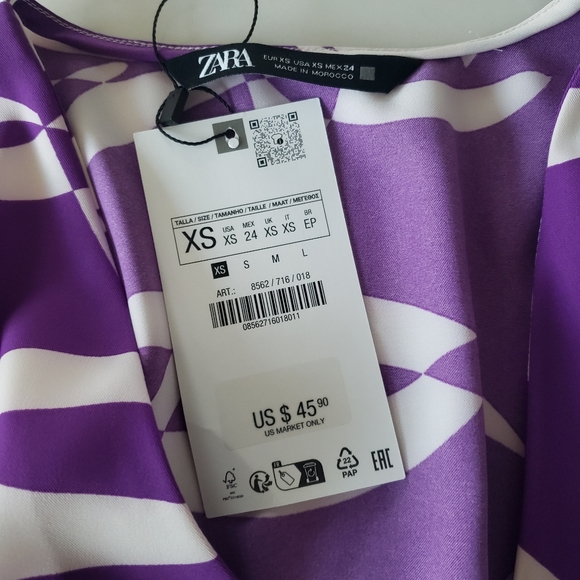 ZARA
EUR XS USA XS MEX 24
MADE IN MOROCCO
TALLA / SIZE / TAMANHO / TAILLE / MAAT / ΜΕΓΕΘΟΣ
XS USA XS MEX 24 UK XS IT XS BR EP
XS S M L
ART.: 8562 / 716 / 018
08562716018011
US $ 45.90
US MARKET ONLY
FSC
FR
22
PAP
EAC